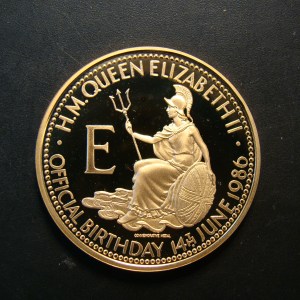 · H.M. QUEEN ELIZABETH II ·
OFFICIAL BIRTHDAY 14TH JUNE 1986
E